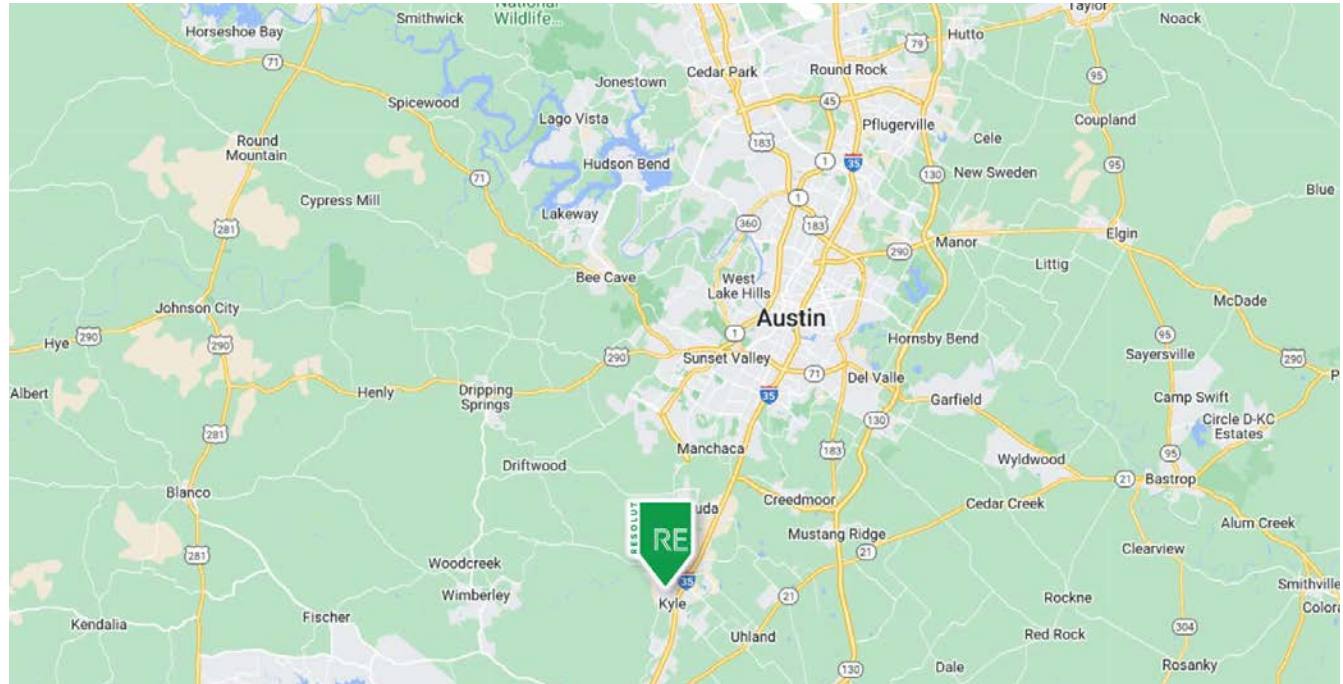 National
Wildlife...
Smithwick
Taylor
Noack
Horseshoe Bay
Hutto
79
71
Cedar Park
Round Rock
Jonestown
95
Spicewood
45
Lago Vista
Pflugerville
Coupland
Round
Mountain
183
Cele
Hudson Bend
1
35
95
New Sweden
71
130
Blue
Cypress Mill
1
Lakeway
360
183
281
Elgin
Manor
290
Littig
Bee Cave
West
Lake Hills
McDade
Johnson City
Austin
290
Hye
290
1
Hornsby Bend
95
Sayersville
290
Sunset Valley
290
71
Del Valle
Albert
Henly
Dripping
Springs
35
Garfield
Camp Swift
130
Circle D-KC
Estates
281
Manchaca
183
Driftwood
Wyldwood
95
21
Bastrop
Blanco
Creedmoor
Cedar Creek
uda
RESOLUT
RE
Mustang Ridge
Alum Creek
21
Clearview
281
Woodcreek
35
Smithville
Wimberley
Kyle
21
Rockne
Colora
Fischer
Kendalia
Uhland
Red Rock
304
Dale
130
Rosanky